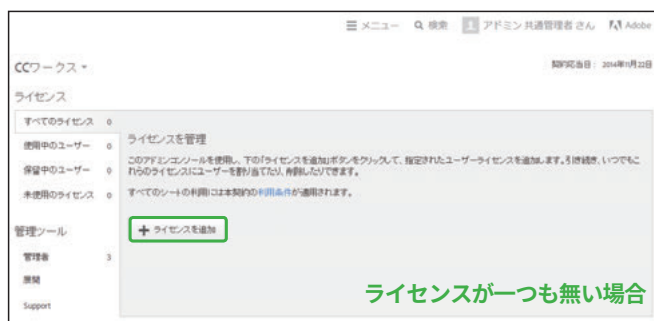 メニュー 検索 アドミン共通管理者さん Adobe
CCワークス 契約応当日： 2014年11月22日
ライセンス
すべてのライセンス 0
使用中のユーザー 0
保留中のユーザー 0
未使用のライセンス 0
管理ツール
管理者 3
展開
Support
ライセンスを管理
このアドミンコンソールを使用し、下の「ライセンスを追加」ボタンをクリックして、指定されたユーザーライセンスを追加します。引き続き、いつでもこ
れらのライセンスにユーザーを割り当てたり、削除したりできます。
すべてのシートの利用には本契約の利用条件が適用されます。
ライセンスを追加
ライセンスが一つも無い場合